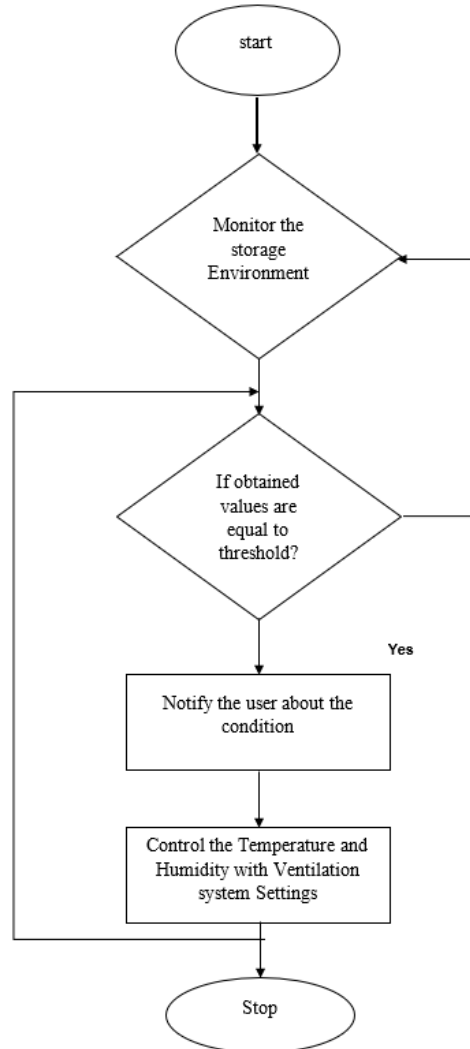 start
Monitor the
storage
Environment
If obtained
values are
equal to
threshold?
Yes
Notify the user about the
condition
Control the Temperature and
Humidity with Ventilation
system Settings
Stop